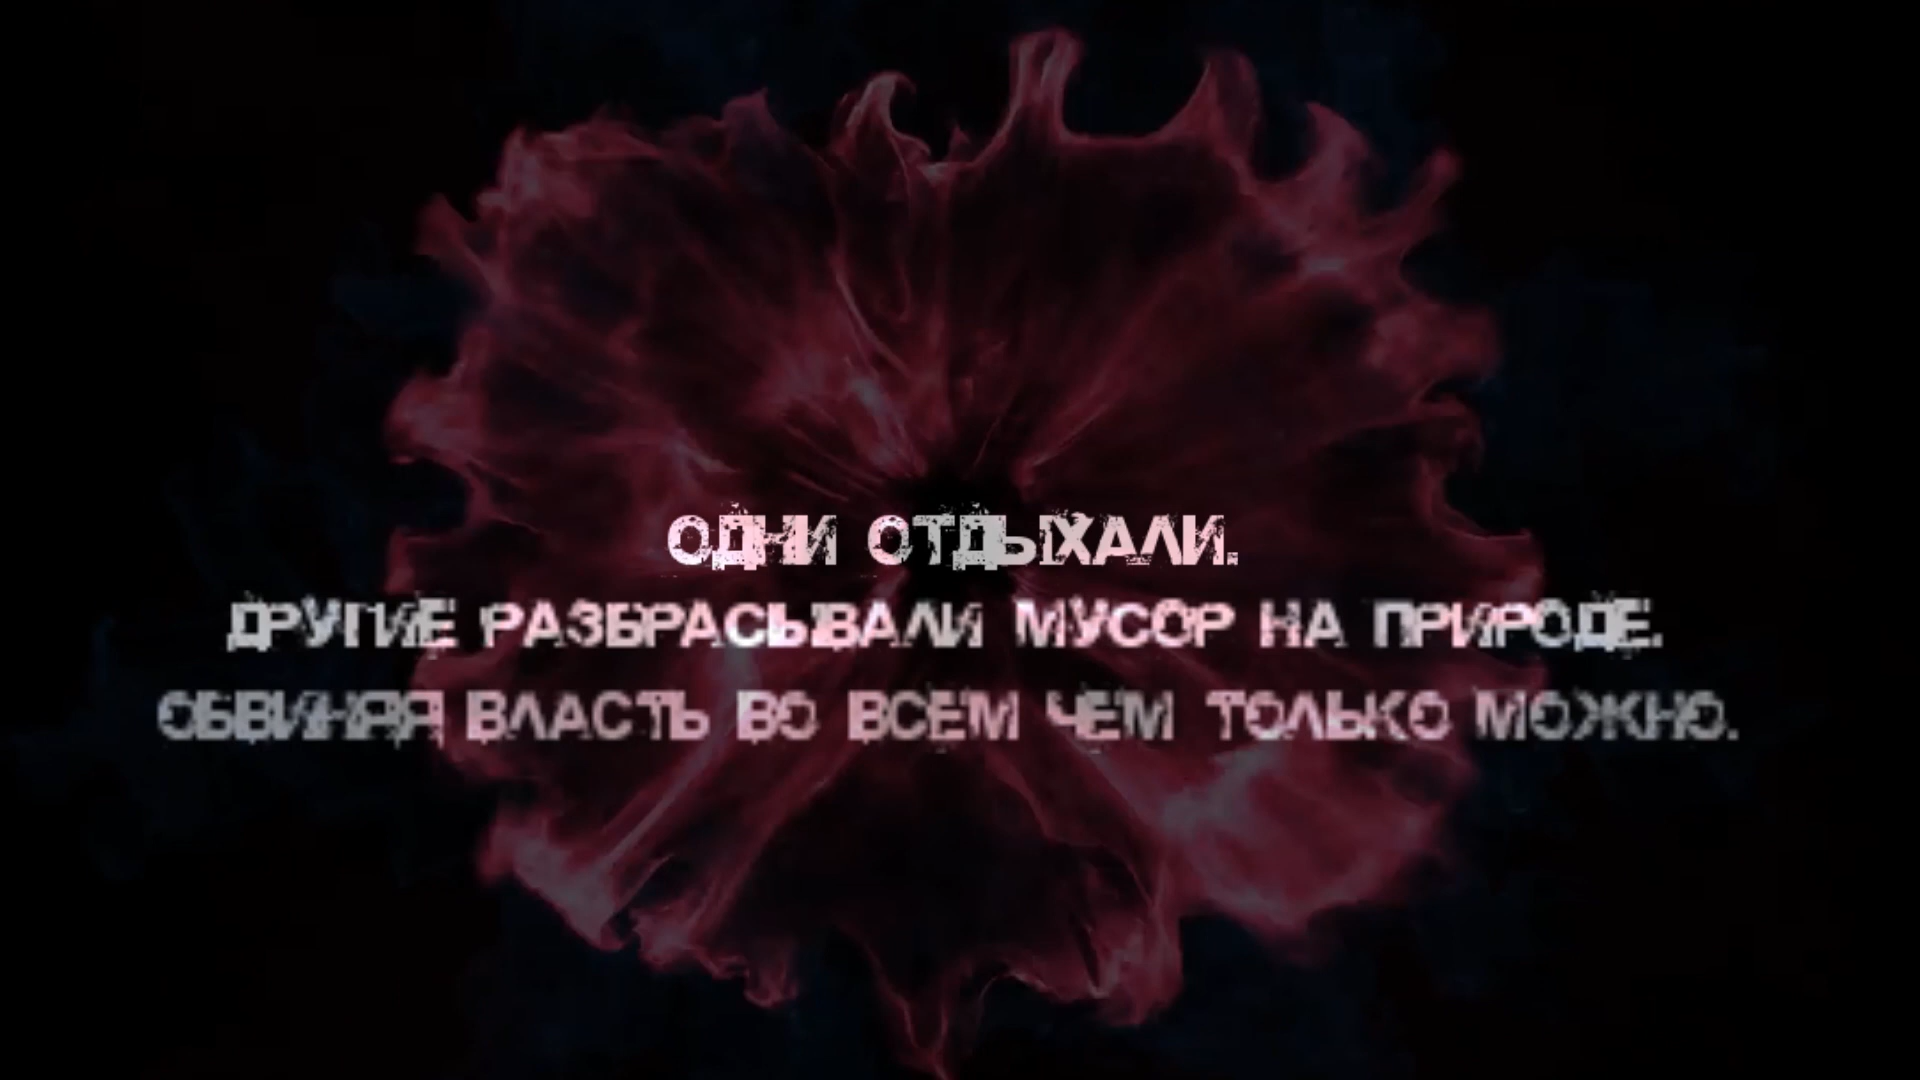 ОДНИ ОТДЫХАЛИ.
ДРУГИЕ РАЗБРАСЫВАЛИ МУСОР НА ПРИРОДЕ.
ОБВИНЯЯ ВЛАСТЬ ВО ВСЕМ ЧЕМ ТОЛЬКО МОЖНО.